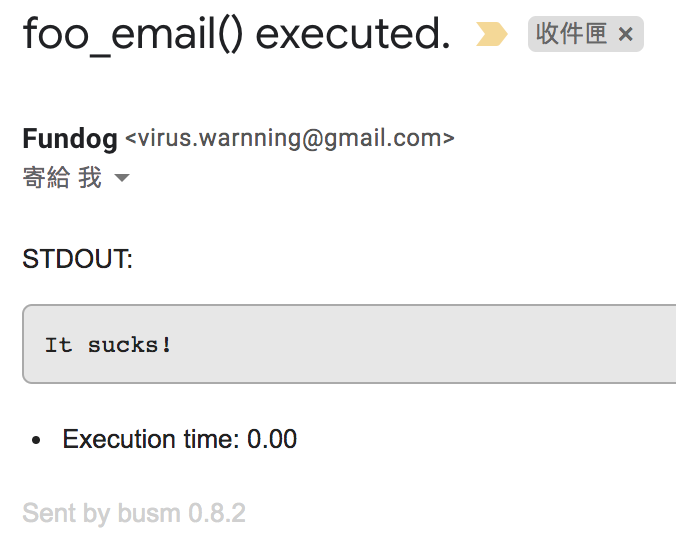 foo_email() executed. 收件匣 ×
Fundog <virus.warnning@gmail.com>
寄給 我
STDOUT:
It sucks!
• Execution time: 0.00
Sent by busm 0.8.2